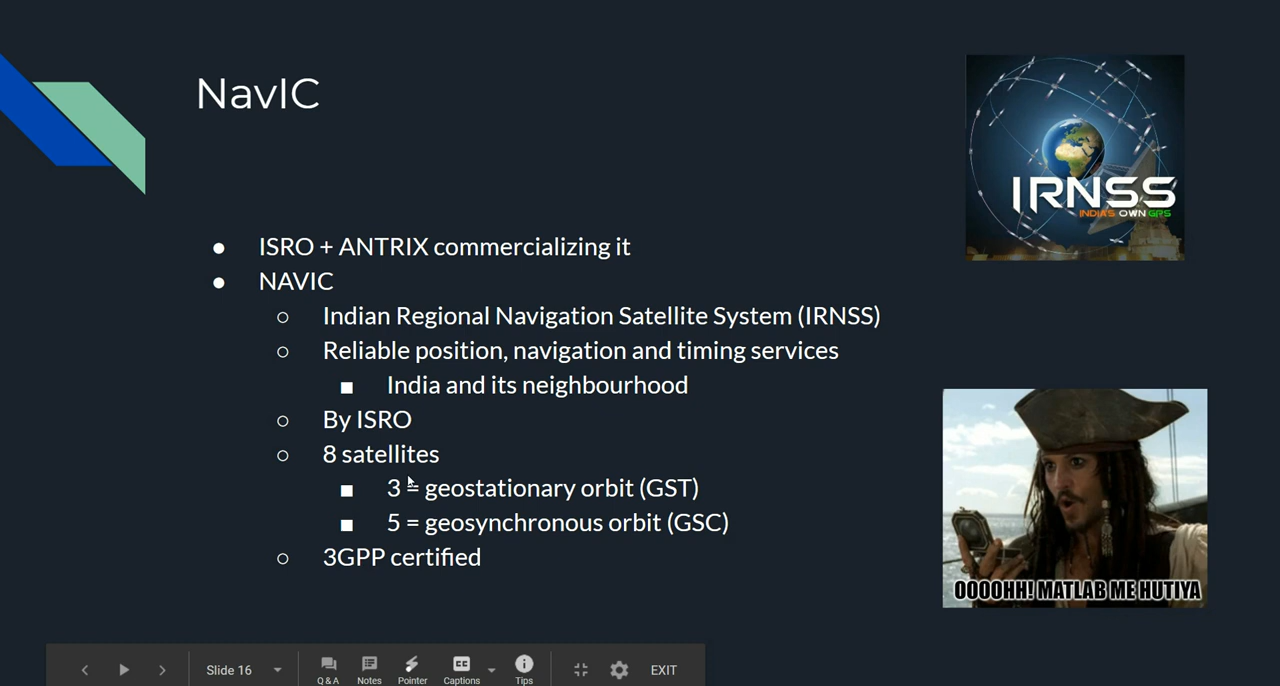 NavIC
IRNSS
INDIA'S OWN GPS
ISRO + ANTRIX commercializing it
NAVIC
Indian Regional Navigation Satellite System (IRNSS)
Reliable position, navigation and timing services
India and its neighbourhood
By ISRO
8 satellites
3 = geostationary orbit (GST)
5 = geosynchronous orbit (GSC)
3GPP certified
OOOOHH! MATLAB ME HUTIYA
Slide 16
Q & A
Notes
Pointer
CC
Captions
Tips
EXIT